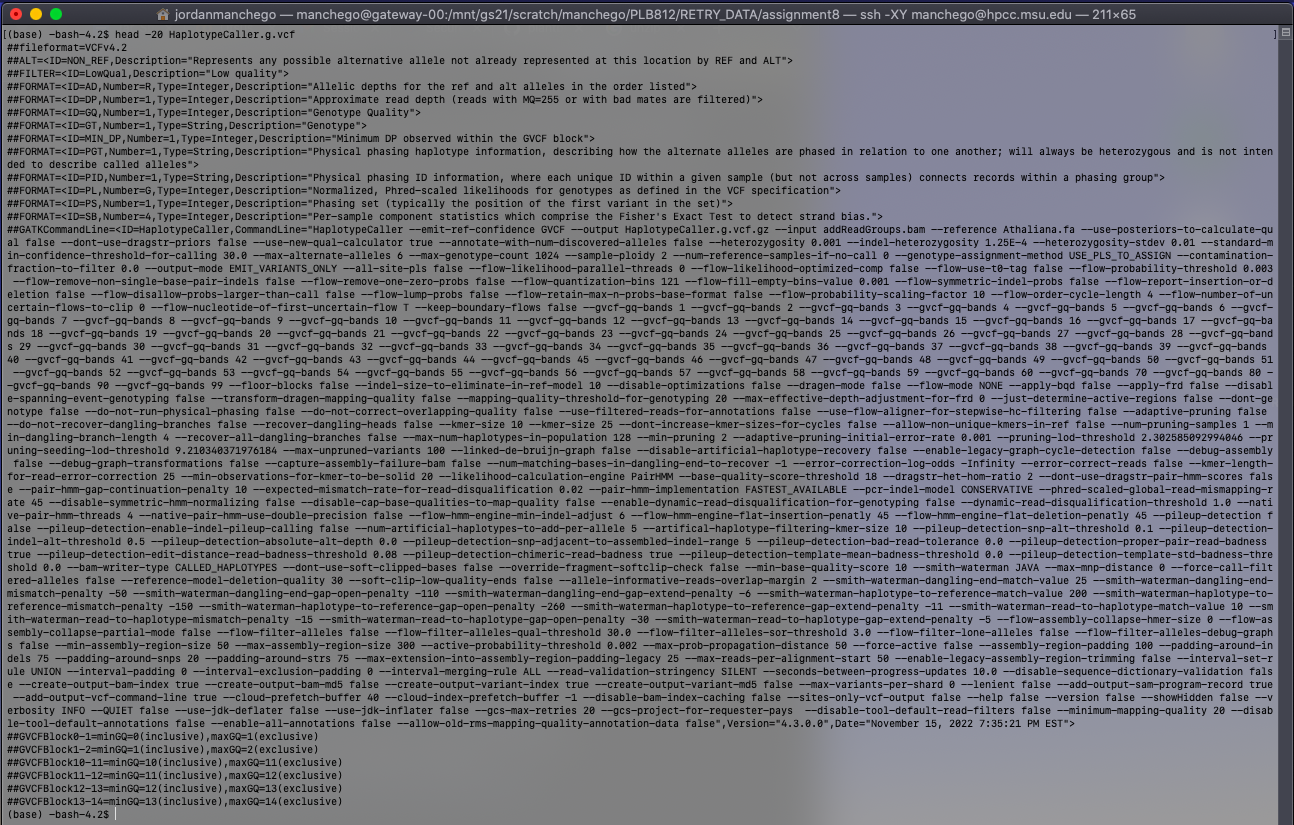 jordanmanchego — manchego@gateway-00:/mnt/gs21/scratch/manchego/PLB812/RETRY_DATA/assignment8 — ssh -XY manchego@hpcc.msu.edu — 211×65
[(base) -bash-4.2$ head -20 HaplotypeCaller.g.vcf ]
##fileformat=VCFv4.2
##ALT=<ID=NON_REF,Description="Represents any possible alternative allele not already represented at this location by REF and ALT">
##FILTER=<ID=LowQual,Description="Low quality">
##FORMAT=<ID=AD,Number=R,Type=Integer,Description="Allelic depths for the ref and alt alleles in the order listed">
##FORMAT=<ID=DP,Number=1,Type=Integer,Description="Approximate read depth (reads with MQ=255 or with bad mates are filtered)">
##FORMAT=<ID=GQ,Number=1,Type=Integer,Description="Genotype Quality">
##FORMAT=<ID=GT,Number=1,Type=String,Description="Genotype">
##FORMAT=<ID=MIN_DP,Number=1,Type=Integer,Description="Minimum DP observed within the GVCF block">
##FORMAT=<ID=PGT,Number=1,Type=String,Description="Physical phasing haplotype information, describing how the alternate alleles are phased in relation to one another; will always be heterozygous and is not inten
ded to describe called alleles">
##FORMAT=<ID=PID,Number=1,Type=String,Description="Physical phasing ID information, where each unique ID within a given sample (but not across samples) connects records within a phasing group">
##FORMAT=<ID=PL,Number=G,Type=Integer,Description="Normalized, Phred-scaled likelihoods for genotypes as defined in the VCF specification">
##FORMAT=<ID=PS,Number=1,Type=Integer,Description="Phasing set (typically the position of the first variant in the set)">
##FORMAT=<ID=SB,Number=4,Type=Integer,Description="Per-sample component statistics which comprise the Fisher's Exact Test to detect strand bias.">
##GATKCommandLine=<ID=HaplotypeCaller,CommandLine="HaplotypeCaller --emit-ref-confidence GVCF --output HaplotypeCaller.g.vcf.gz --input addReadGroups.bam --reference Athaliana.fa --use-posteriors-to-calculate-qu
al false --dont-use-dragstr-priors false --use-new-qual-calculator true --annotate-with-num-discovered-alleles false --heterozygosity 0.001 --indel-heterozygosity 1.25E-4 --heterozygosity-stdev 0.01 --standard-m
in-confidence-threshold-for-calling 30.0 --max-alternate-alleles 6 --max-genotype-count 1024 --sample-ploidy 2 --num-reference-samples-if-no-call 0 --genotype-assignment-method USE_PLS_TO_ASSIGN --contamination-
fraction-to-filter 0.0 --output-mode EMIT_VARIANTS_ONLY --all-site-pls false --flow-likelihood-parallel-threads 0 --flow-likelihood-optimized-comp false --flow-use-t0-tag false --flow-probability-threshold 0.003
--flow-remove-non-single-base-pair-indels false --flow-remove-one-zero-probs false --flow-quantization-bins 121 --flow-fill-empty-bins-value 0.001 --flow-symmetric-indel-probs false --flow-report-insertion-or-d
eletion false --flow-disallow-probs-larger-than-call false --flow-lump-probs false --flow-retain-max-n-probs-base-format false --flow-probability-scaling-factor 10 --flow-order-cycle-length 4 --flow-number-of-un
certain-flows-to-clip 0 --flow-nucleotide-of-first-uncertain-flow T --keep-boundary-flows false --gvcf-gq-bands 1 --gvcf-gq-bands 2 --gvcf-gq-bands 3 --gvcf-gq-bands 4 --gvcf-gq-bands 5 --gvcf-gq-bands 6 --gvcf-
gq-bands 7 --gvcf-gq-bands 8 --gvcf-gq-bands 9 --gvcf-gq-bands 10 --gvcf-gq-bands 11 --gvcf-gq-bands 12 --gvcf-gq-bands 13 --gvcf-gq-bands 14 --gvcf-gq-bands 15 --gvcf-gq-bands 16 --gvcf-gq-bands 17 --gvcf-gq-ba
nds 18 --gvcf-gq-bands 19 --gvcf-gq-bands 20 --gvcf-gq-bands 21 --gvcf-gq-bands 22 --gvcf-gq-bands 23 --gvcf-gq-bands 24 --gvcf-gq-bands 25 --gvcf-gq-bands 26 --gvcf-gq-bands 27 --gvcf-gq-bands 28 --gvcf-gq-band
s 29 --gvcf-gq-bands 30 --gvcf-gq-bands 31 --gvcf-gq-bands 32 --gvcf-gq-bands 33 --gvcf-gq-bands 34 --gvcf-gq-bands 35 --gvcf-gq-bands 36 --gvcf-gq-bands 37 --gvcf-gq-bands 38 --gvcf-gq-bands 39 --gvcf-gq-bands
40 --gvcf-gq-bands 41 --gvcf-gq-bands 42 --gvcf-gq-bands 43 --gvcf-gq-bands 44 --gvcf-gq-bands 45 --gvcf-gq-bands 46 --gvcf-gq-bands 47 --gvcf-gq-bands 48 --gvcf-gq-bands 49 --gvcf-gq-bands 50 --gvcf-gq-bands 51
--gvcf-gq-bands 52 --gvcf-gq-bands 53 --gvcf-gq-bands 54 --gvcf-gq-bands 55 --gvcf-gq-bands 56 --gvcf-gq-bands 57 --gvcf-gq-bands 58 --gvcf-gq-bands 59 --gvcf-gq-bands 60 --gvcf-gq-bands 70 --gvcf-gq-bands 80 -
-gvcf-gq-bands 90 --gvcf-gq-bands 99 --floor-blocks false --indel-size-to-eliminate-in-ref-model 10 --disable-optimizations false --dragen-mode false --flow-mode NONE --apply-bqd false --apply-frd false --disabl
e-spanning-event-genotyping false --transform-dragen-mapping-quality false --mapping-quality-threshold-for-genotyping 20 --max-effective-depth-adjustment-for-frd 0 --just-determine-active-regions false --dont-ge
notype false --do-not-run-physical-phasing false --do-not-correct-overlapping-quality false --use-filtered-reads-for-annotations false --use-flow-aligner-for-stepwise-hc-filtering false --adaptive-pruning false
--do-not-recover-dangling-branches false --recover-dangling-heads false --kmer-size 10 --kmer-size 25 --dont-increase-kmer-sizes-for-cycles false --allow-non-unique-kmers-in-ref false --num-pruning-samples 1 --m
in-dangling-branch-length 4 --recover-all-dangling-branches false --max-num-haplotypes-in-population 128 --min-pruning 2 --adaptive-pruning-initial-error-rate 0.001 --pruning-lod-threshold 2.302585092994046 --pr
uning-seeding-lod-threshold 9.210340371976184 --max-unpruned-variants 100 --linked-de-bruijn-graph false --disable-artificial-haplotype-recovery false --enable-legacy-graph-cycle-detection false --debug-assembly
false --debug-graph-transformations false --capture-assembly-failure-bam false --num-matching-bases-in-dangling-end-to-recover -1 --error-correction-log-odds -Infinity --error-correct-reads false --kmer-length-
for-read-error-correction 25 --min-observations-for-kmer-to-be-solid 20 --likelihood-calculation-engine PairHMM --base-quality-score-threshold 18 --dragstr-het-hom-ratio 2 --dont-use-dragstr-pair-hmm-scores fals
e --pair-hmm-gap-continuation-penalty 10 --expected-mismatch-rate-for-read-disqualification 0.02 --pair-hmm-implementation FASTEST_AVAILABLE --pcr-indel-model CONSERVATIVE --phred-scaled-global-read-mismapping-r
ate 45 --disable-symmetric-hmm-normalizing false --disable-cap-base-qualities-to-map-quality false --enable-dynamic-read-disqualification-for-genotyping false --dynamic-read-disqualification-threshold 1.0 --nati
ve-pair-hmm-threads 4 --native-pair-hmm-use-double-precision false --flow-hmm-engine-min-indel-adjust 6 --flow-hmm-engine-flat-insertion-penatly 45 --flow-hmm-engine-flat-deletion-penatly 45 --pileup-detection f
alse --pileup-detection-enable-indel-pileup-calling false --num-artificial-haplotypes-to-add-per-allele 5 --artifical-haplotype-filtering-kmer-size 10 --pileup-detection-snp-alt-threshold 0.1 --pileup-detection-
indel-alt-threshold 0.5 --pileup-detection-absolute-alt-depth 0.0 --pileup-detection-snp-adjacent-to-assembled-indel-range 5 --pileup-detection-bad-read-tolerance 0.0 --pileup-detection-proper-pair-read-badness
true --pileup-detection-edit-distance-read-badness-threshold 0.08 --pileup-detection-chimeric-read-badness true --pileup-detection-template-mean-badness-threshold 0.0 --pileup-detection-template-std-badness-thre
shold 0.0 --bam-writer-type CALLED_HAPLOTYPES --dont-use-soft-clipped-bases false --override-fragment-softclip-check false --min-base-quality-score 10 --smith-waterman JAVA --max-mnp-distance 0 --force-call-filt
ered-alleles false --reference-model-deletion-quality 30 --soft-clip-low-quality-ends false --allele-informative-reads-overlap-margin 2 --smith-waterman-dangling-end-match-value 25 --smith-waterman-dangling-end-
mismatch-penalty -50 --smith-waterman-dangling-end-gap-open-penalty -110 --smith-waterman-dangling-end-gap-extend-penalty -6 --smith-waterman-haplotype-to-reference-match-value 200 --smith-waterman-haplotype-to-
reference-mismatch-penalty -150 --smith-waterman-haplotype-to-reference-gap-open-penalty -260 --smith-waterman-haplotype-to-reference-gap-extend-penalty -11 --smith-waterman-read-to-haplotype-match-value 10 --sm
ith-waterman-read-to-haplotype-mismatch-penalty -15 --smith-waterman-read-to-haplotype-gap-open-penalty -30 --smith-waterman-read-to-haplotype-gap-extend-penalty -5 --flow-assembly-collapse-hmer-size 0 --flow-as
sembly-collapse-partial-mode false --flow-filter-alleles false --flow-filter-alleles-qual-threshold 30.0 --flow-filter-alleles-sor-threshold 3.0 --flow-filter-lone-alleles false --flow-filter-alleles-debug-graph
s false --min-assembly-region-size 50 --max-assembly-region-size 300 --active-probability-threshold 0.002 --max-prob-propagation-distance 50 --force-active false --assembly-region-padding 100 --padding-around-in
dels 75 --padding-around-snps 20 --padding-around-strs 75 --max-extension-into-assembly-region-padding-legacy 25 --max-reads-per-alignment-start 50 --enable-legacy-assembly-region-trimming false --interval-set-r
ule UNION --interval-padding 0 --interval-exclusion-padding 0 --interval-merging-rule ALL --read-validation-stringency SILENT --seconds-between-progress-updates 10.0 --disable-sequence-dictionary-validation fals
e --create-output-bam-index true --create-output-bam-md5 false --create-output-variant-index true --create-output-variant-md5 false --max-variants-per-shard 0 --lenient false --add-output-sam-program-record true
--add-output-vcf-command-line true --cloud-prefetch-buffer 40 --cloud-index-prefetch-buffer -1 --disable-bam-index-caching false --sites-only-vcf-output false --help false --version false --showHidden false --v
erbosity INFO --QUIET false --use-jdk-deflater false --use-jdk-inflater false --gcs-max-retries 20 --gcs-project-for-requester-pays  --disable-tool-default-read-filters false --minimum-mapping-quality 20 --disab
le-tool-default-annotations false --enable-all-annotations false --allow-old-rms-mapping-quality-annotation-data false",Version="4.3.0.0",Date="November 15, 2022 7:35:21 PM EST">
##GVCFBlock0-1=minGQ=0(inclusive),maxGQ=1(exclusive)
##GVCFBlock1-2=minGQ=1(inclusive),maxGQ=2(exclusive)
##GVCFBlock10-11=minGQ=10(inclusive),maxGQ=11(exclusive)
##GVCFBlock11-12=minGQ=11(inclusive),maxGQ=12(exclusive)
##GVCFBlock12-13=minGQ=12(inclusive),maxGQ=13(exclusive)
##GVCFBlock13-14=minGQ=13(inclusive),maxGQ=14(exclusive)
(base) -bash-4.2$